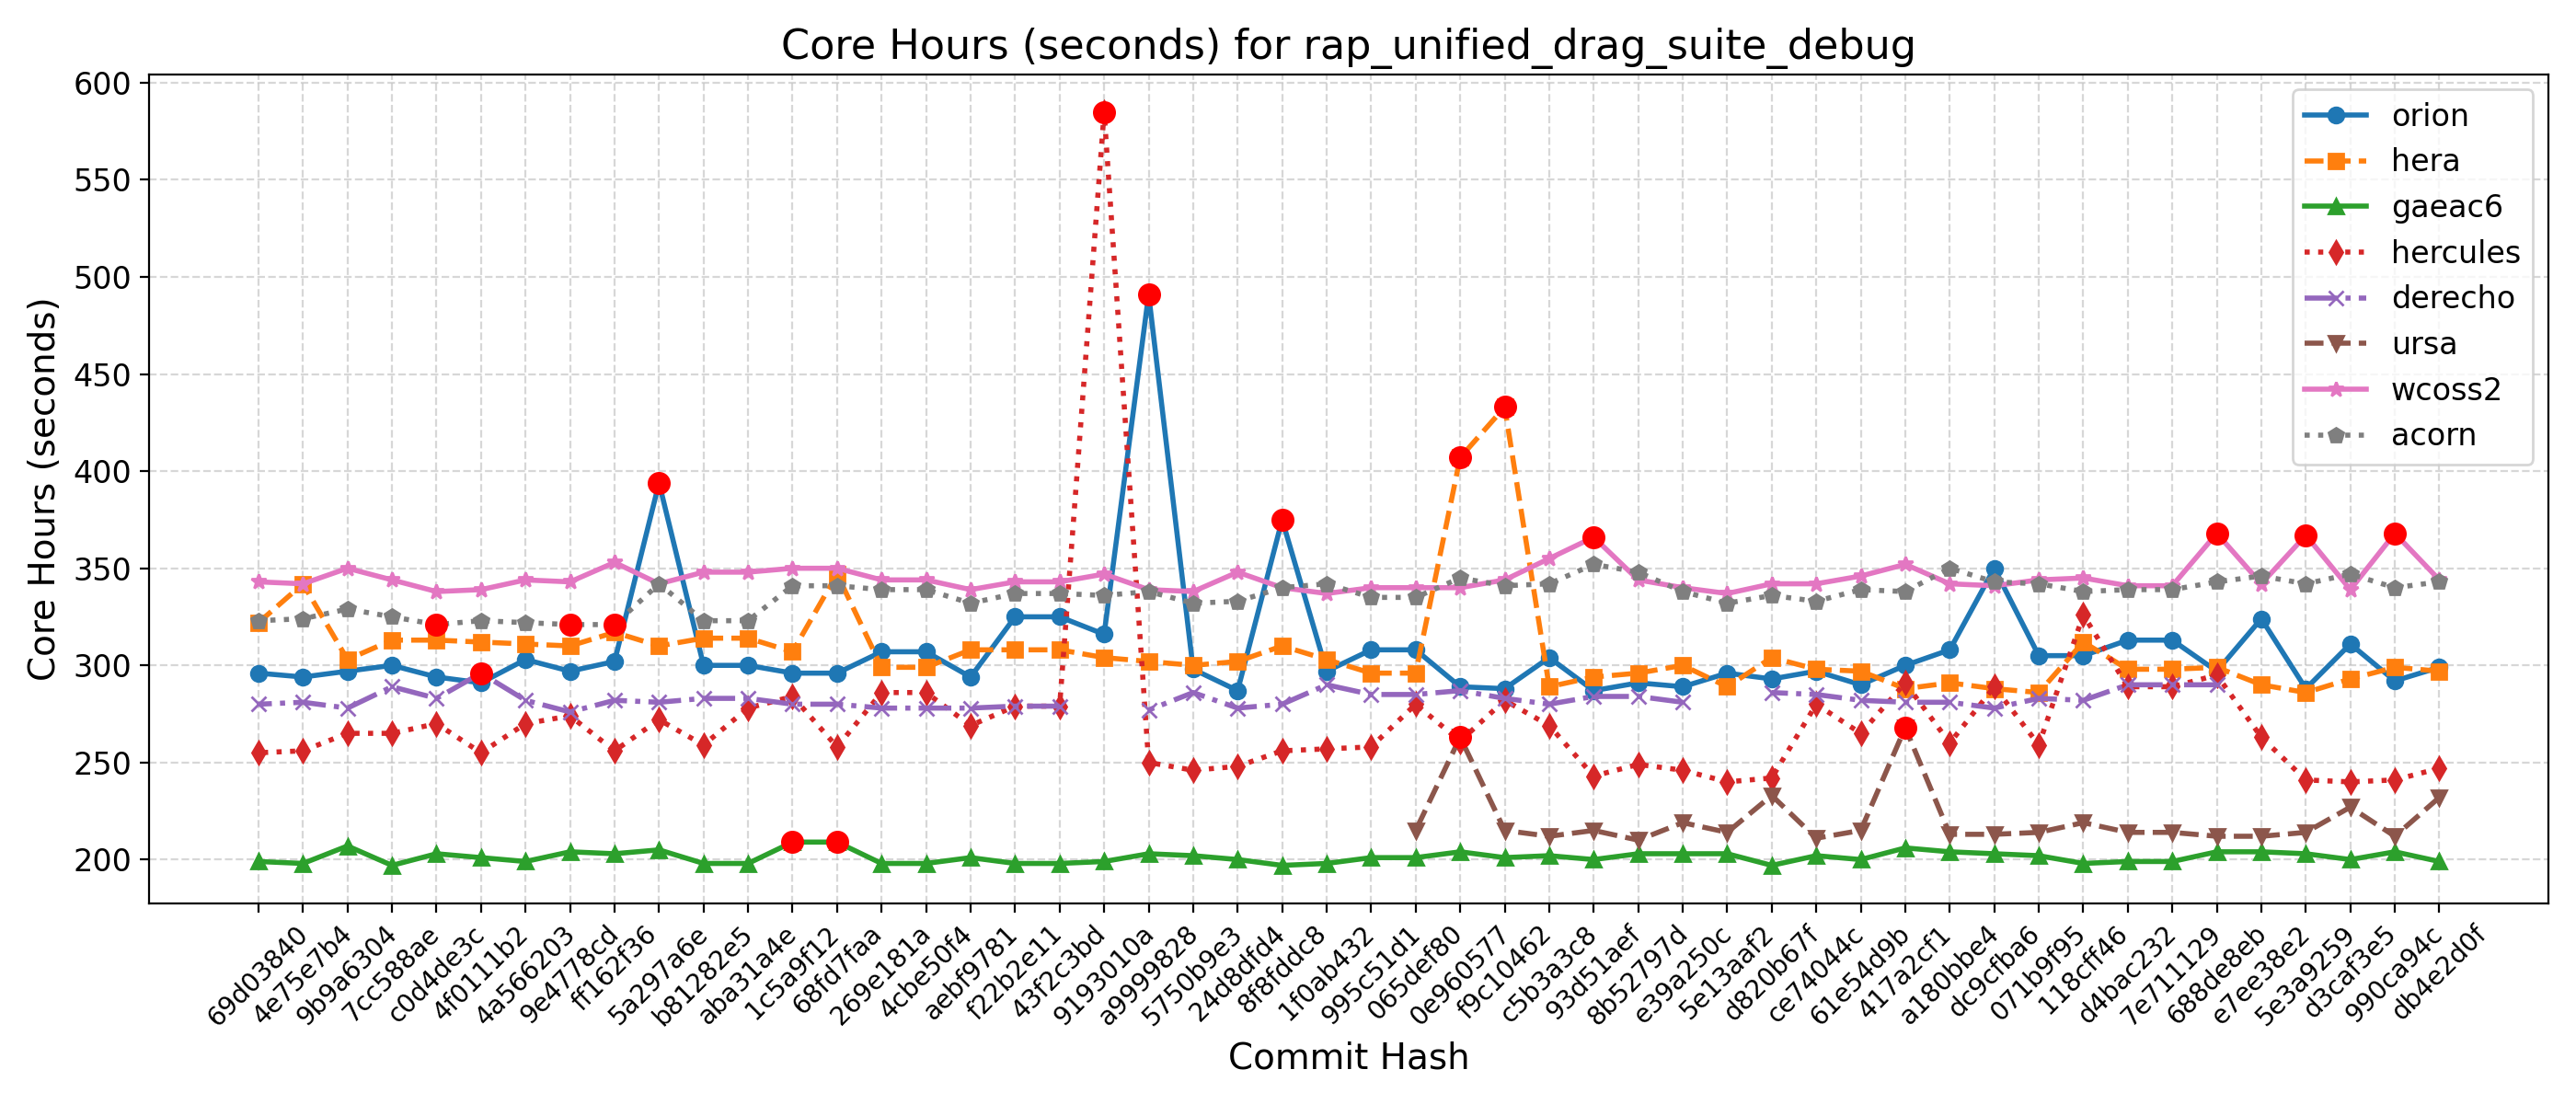 Core Hours (seconds) for rap_unified_drag_suite_debug
Core Hours (seconds)
600
550
500
450
400
350
300
250
200
orion
hera
gaeac6
hercules
derecho
ursa
wcoss2
acorn
69d03840
4e75e7b4
9b9a6304
7cc588ae
c0d4de3c
4f0111b2
4a566203
9e4778cd
ff162f36
5a297a6e
b81282e5
aba31a4e
1c5a9f12
68fd7faa
269e181a
4cbe50f4
aebf9781
f22b2e11
43f2c3bd
9193010a
a9999828
5750b9e3
24d8dfd4
8f8fddc8
1f0ab432
995c51d1
065def80
0e960577
f9c10462
c5b3a3c8
93d51aef
8b52797d
e39a250c
5e13aaf2
d820b67f
ce74044c
61e54d9b
417a2cf1
a180bbe4
dc9cfba6
071b9f95
118cff46
d4bac232
7e711129
688de8eb
e7ee38e2
5e3a9259
d3caf3e5
990ca94c
db4e2d0f
Commit Hash